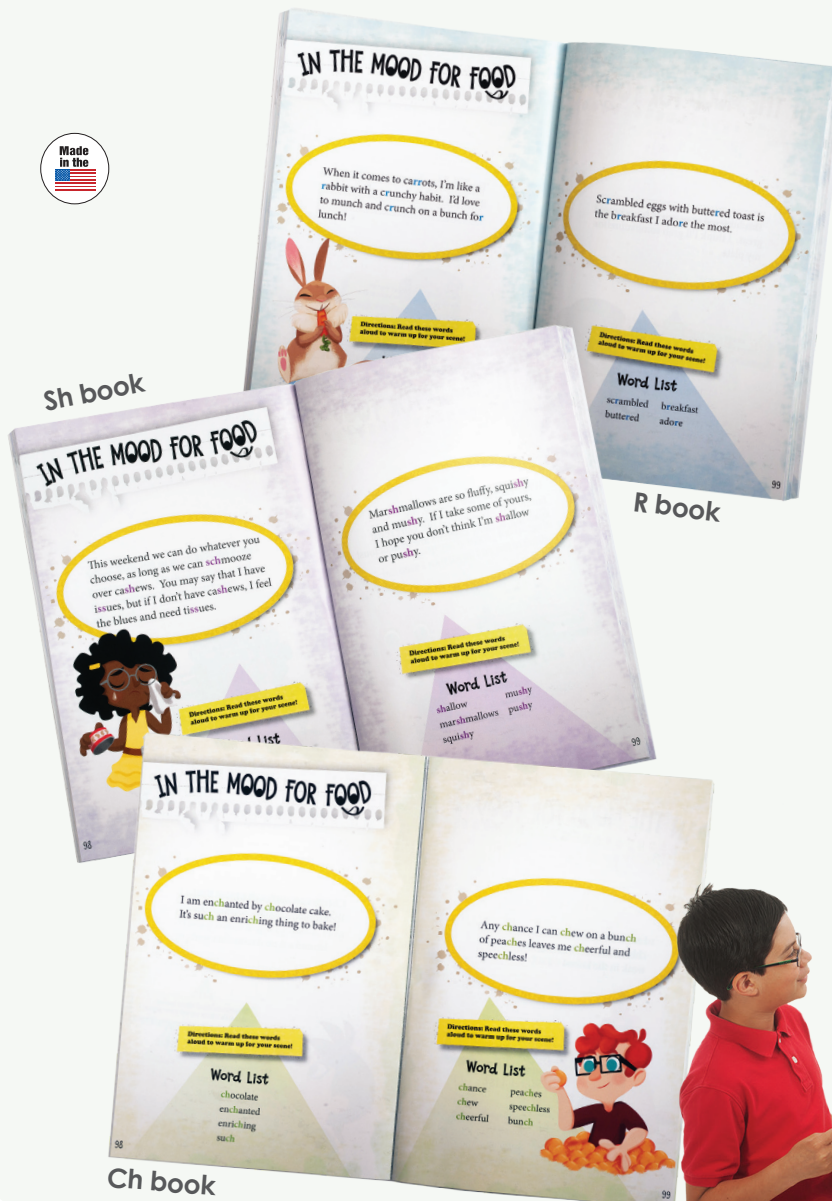 Made
in the
IN THE MOOD FOR FOOD
When it comes to carrots, I'm like a
rabbit with a crunchy habit. I'd love
to munch and crunch on a bunch for
lunch!
Directions: Read these words
aloud to warm up for your scene!
Scrambled eggs with buttered toast is
the breakfast I adore the most.
Directions: Read these words
aloud to warm up for your scene!
Word List
scrambled breakfast
buttered adore
99
R book
Sh book
IN THE MOOD FOR FOOD
This weekend we can do whatever you
choose, as long as we can schmooze
over cashews. You may say that I have
issues, but if I don't have cashews, I feel
the blues and need tissues.
Directions: Read these words
aloud to warm up for your scene!
List
98
Marshmallows are so fluffy, squishy
and mushy. If I take some of yours,
I hope you don't think I'm shallow
or pushy.
Directions: Read these words
aloud to warm up for your scene!
Word List
shallow mushy
marshmallows pushy
squishy
99
IN THE MOOD FOR FOOD
I am enchanted by chocolate cake.
It's such an enriching thing to bake!
Directions: Read these words
aloud to warm up for your scene!
Word List
chocolate
enchanted
enriching
such
98
Any chance I can chew on a bunch
of peaches leaves me cheerful and
speechless!
Directions: Read these words
aloud to warm up for your scene!
Word List
chance peaches
chew speechless
cheerful bunch
99
Ch book